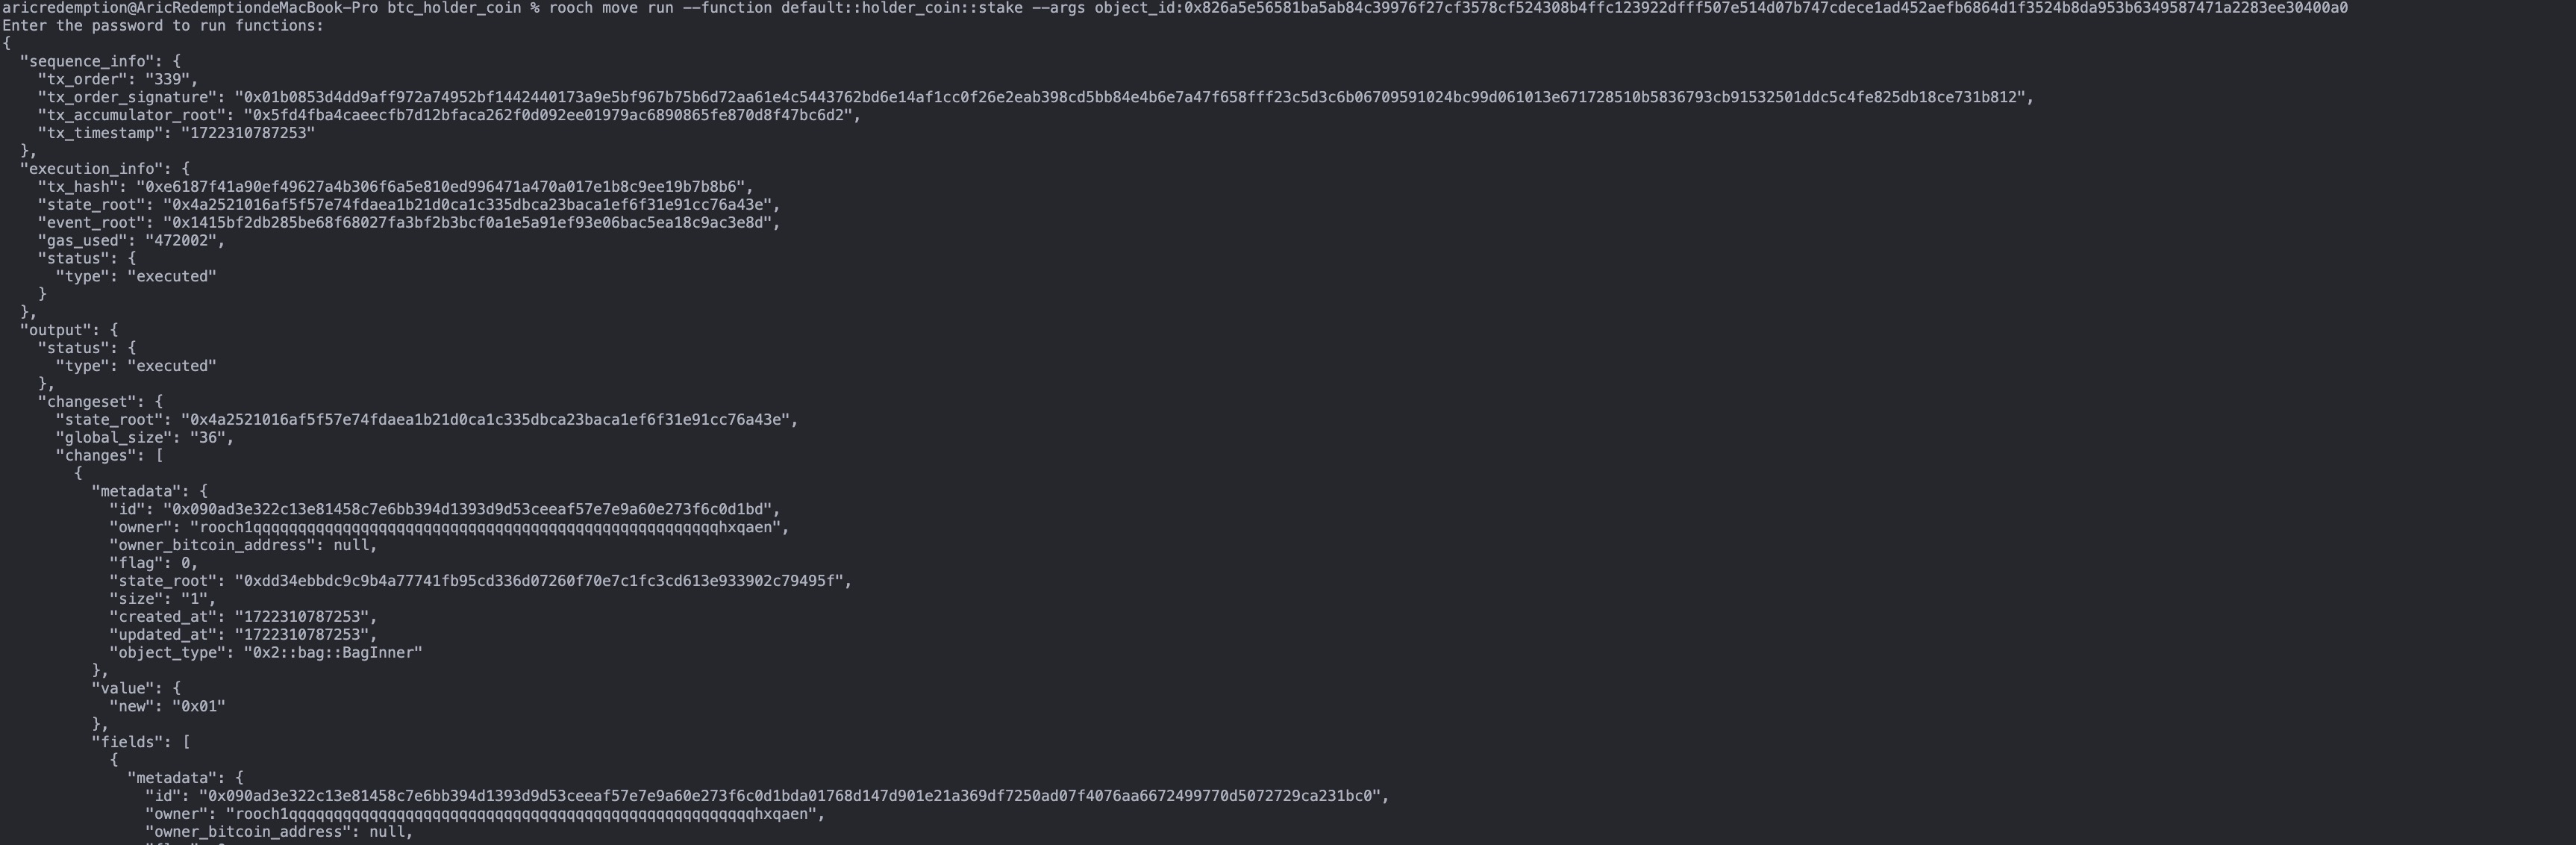 aricredemption@AricRedemptiondeMacBook-Pro btc_holder_coin % rooch move run --function default::holder_coin::stake --args object_id:0x826a5e56581ba5ab84c39976f27cf3578cf524308b4ffc123922dfff507e514d07b747cdece1ad452aefb6864d1f3524b8da953b6349587471a2283ee30400a0
Enter the password to run functions:
{
  "sequence_info": {
    "tx_order": "339",
    "tx_order_signature": "0x01b0853d4dd9aff972a74952bf1442440173a9e5bf967b75b6d72aa61e4c5443762bd6e14af1cc0f26e2eab398cd5bb84e4b6e7a47f658fff23c5d3c6b06709591024bc99d061013e671728510b5836793cb91532501ddc5c4fe825db18ce731b812",
    "tx_accumulator_root": "0x5fd4fba4caeecfb7d12bfaca262f0d092ee01979ac6890865fe870d8f47bc6d2",
    "tx_timestamp": "1722310787253"
  },
  "execution_info": {
    "tx_hash": "0xe6187f41a90ef49627a4b306f6a5e810ed996471a470a017e1b8c9ee19b7b8b6",
    "state_root": "0x4a2521016af5f57e74fdaea1b21d0ca1c335dbca23baca1ef6f31e91cc76a43e",
    "event_root": "0x1415bf2db285be68f68027fa3bf2b3bcf0a1e5a91ef93e06bac5ea18c9ac3e8d",
    "gas_used": "472002",
    "status": {
      "type": "executed"
    }
  },
  "output": {
    "status": {
      "type": "executed"
    },
    "changeset": {
      "state_root": "0x4a2521016af5f57e74fdaea1b21d0ca1c335dbca23baca1ef6f31e91cc76a43e",
      "global_size": "36",
      "changes": [
        {
          "metadata": {
            "id": "0x090ad3e322c13e81458c7e6bb394d1393d9d53ceeaf57e7e9a60e273f6c0d1bd",
            "owner": "rooch1qqqqqqqqqqqqqqqqqqqqqqqqqqqqqqqqqqqqqqqqqqqqqqqqqqqqhxqaen",
            "owner_bitcoin_address": null,
            "flag": 0,
            "state_root": "0xdd34ebbdc9c9b4a77741fb95cd336d07260f70e7c1fc3cd613e933902c79495f",
            "size": "1",
            "created_at": "1722310787253",
            "updated_at": "1722310787253",
            "object_type": "0x2::bag::BagInner"
          },
          "value": {
            "new": "0x01"
          },
          "fields": [
            {
              "metadata": {
                "id": "0x090ad3e322c13e81458c7e6bb394d1393d9d53ceeaf57e7e9a60e273f6c0d1bda01768d147d901e21a369df7250ad07f4076aa6672499770d5072729ca231bc0",
                "owner": "rooch1qqqqqqqqqqqqqqqqqqqqqqqqqqqqqqqqqqqqqqqqqqqqqqqqqqqqhxqaen",
                "owner_bitcoin_address": null,